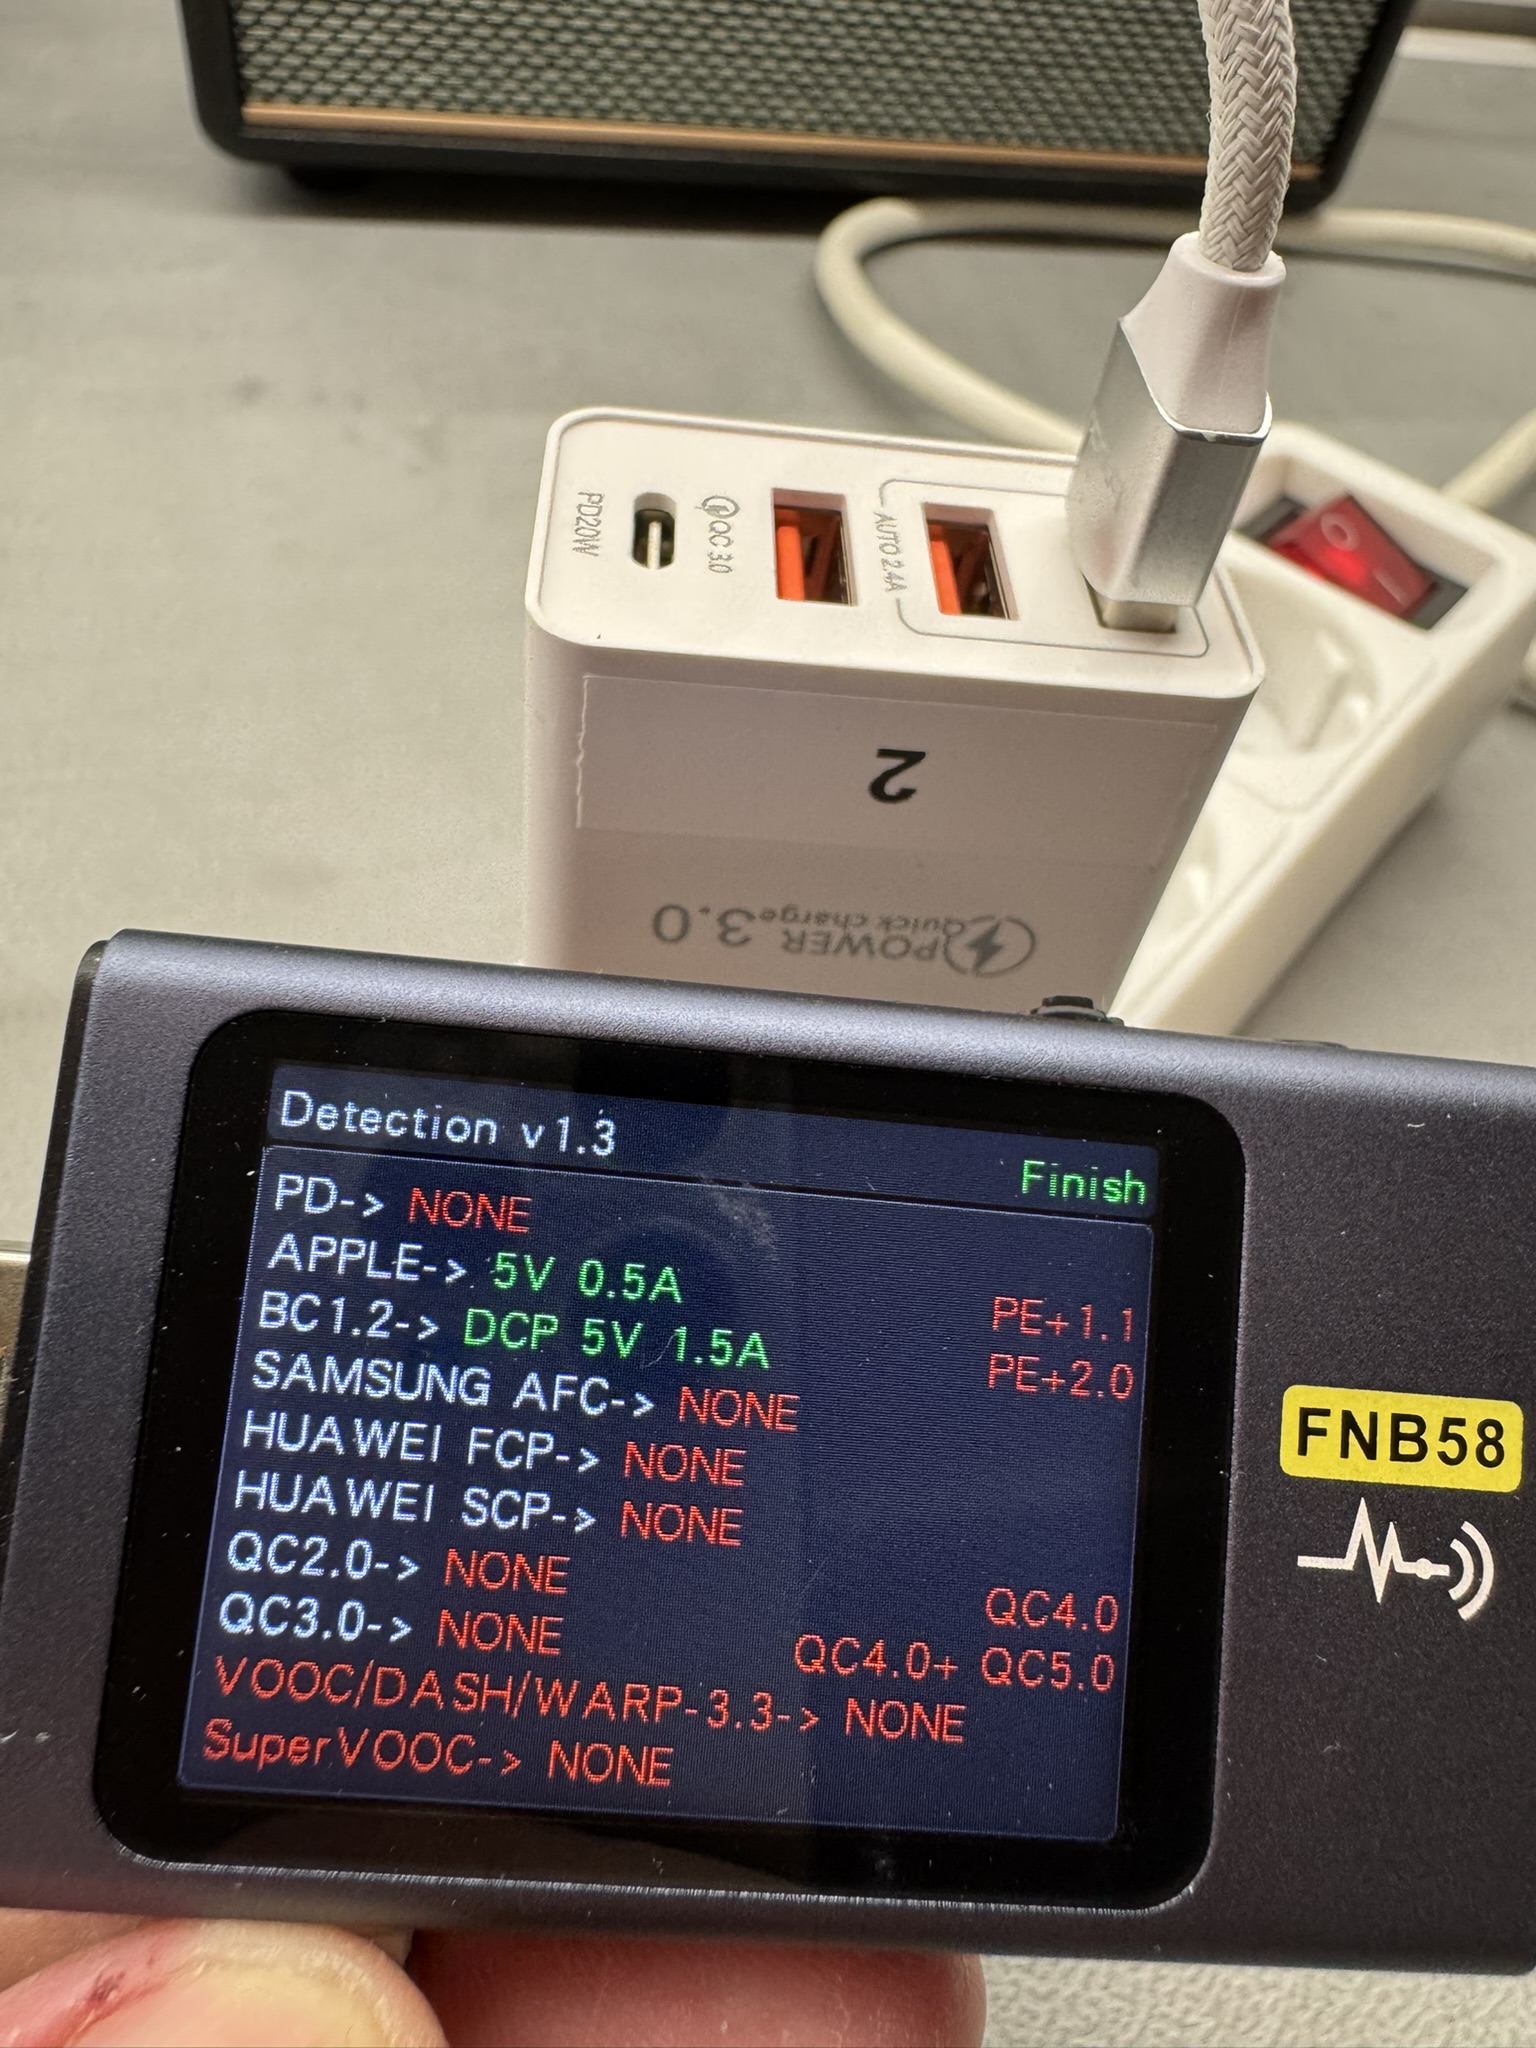 PD20W
QC 3.0
AUTO 2.4A
2
POWER 3.0
Quick charge
Detection v1.3
Finish
PD-> NONE
APPLE-> 5V 0.5A
PE+1.1
BC1.2-> DCP 5V 1.5A
PE+2.0
SAMSUNG AFC-> NONE
HUAWEI FCP-> NONE
HUAWEI SCP-> NONE
QC2.0-> NONE
QC4.0
QC3.0-> NONE
QC4.0+ QC5.0
VOOC/DASH/WARP-3.3-> NONE
SuperVOOC-> NONE
FNB58